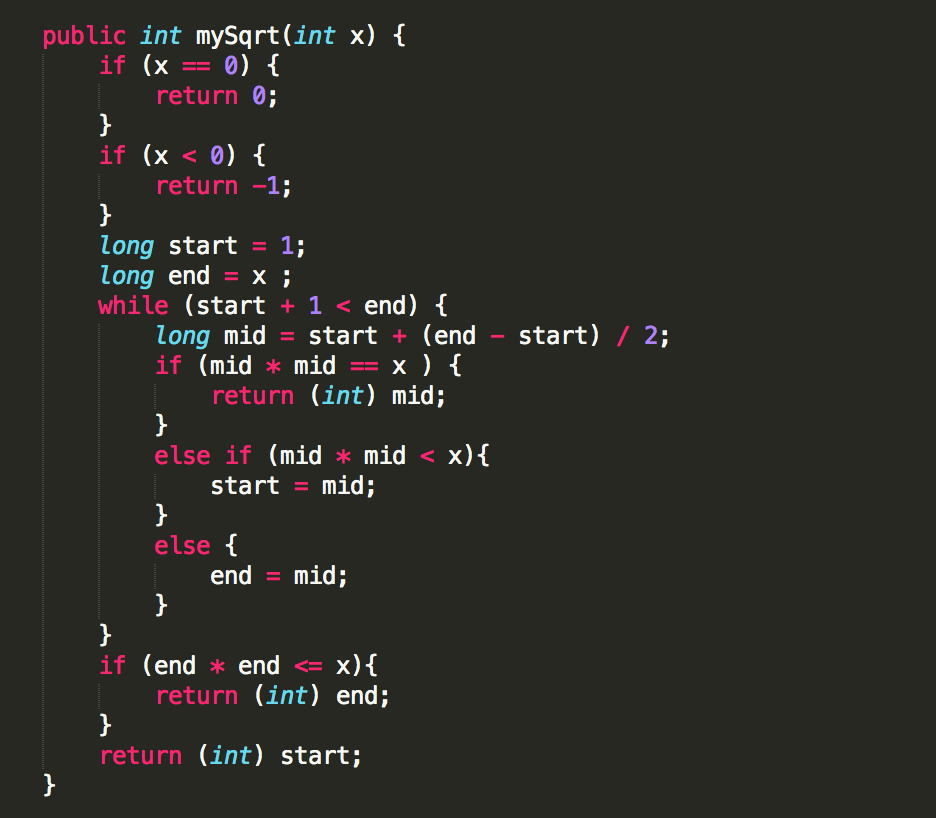 public int mySqrt(int x) {
    if (x == 0) {
        return 0;
    }
    if (x < 0) {
        return -1;
    }
    long start = 1;
    long end = x ;
    while (start + 1 < end) {
        long mid = start + (end - start) / 2;
        if (mid * mid == x ) {
            return (int) mid;
        }
        else if (mid * mid < x){
            start = mid;
        }
        else {
            end = mid;
        }
    }
    if (end * end <= x){
        return (int) end;
    }
    return (int) start;
}